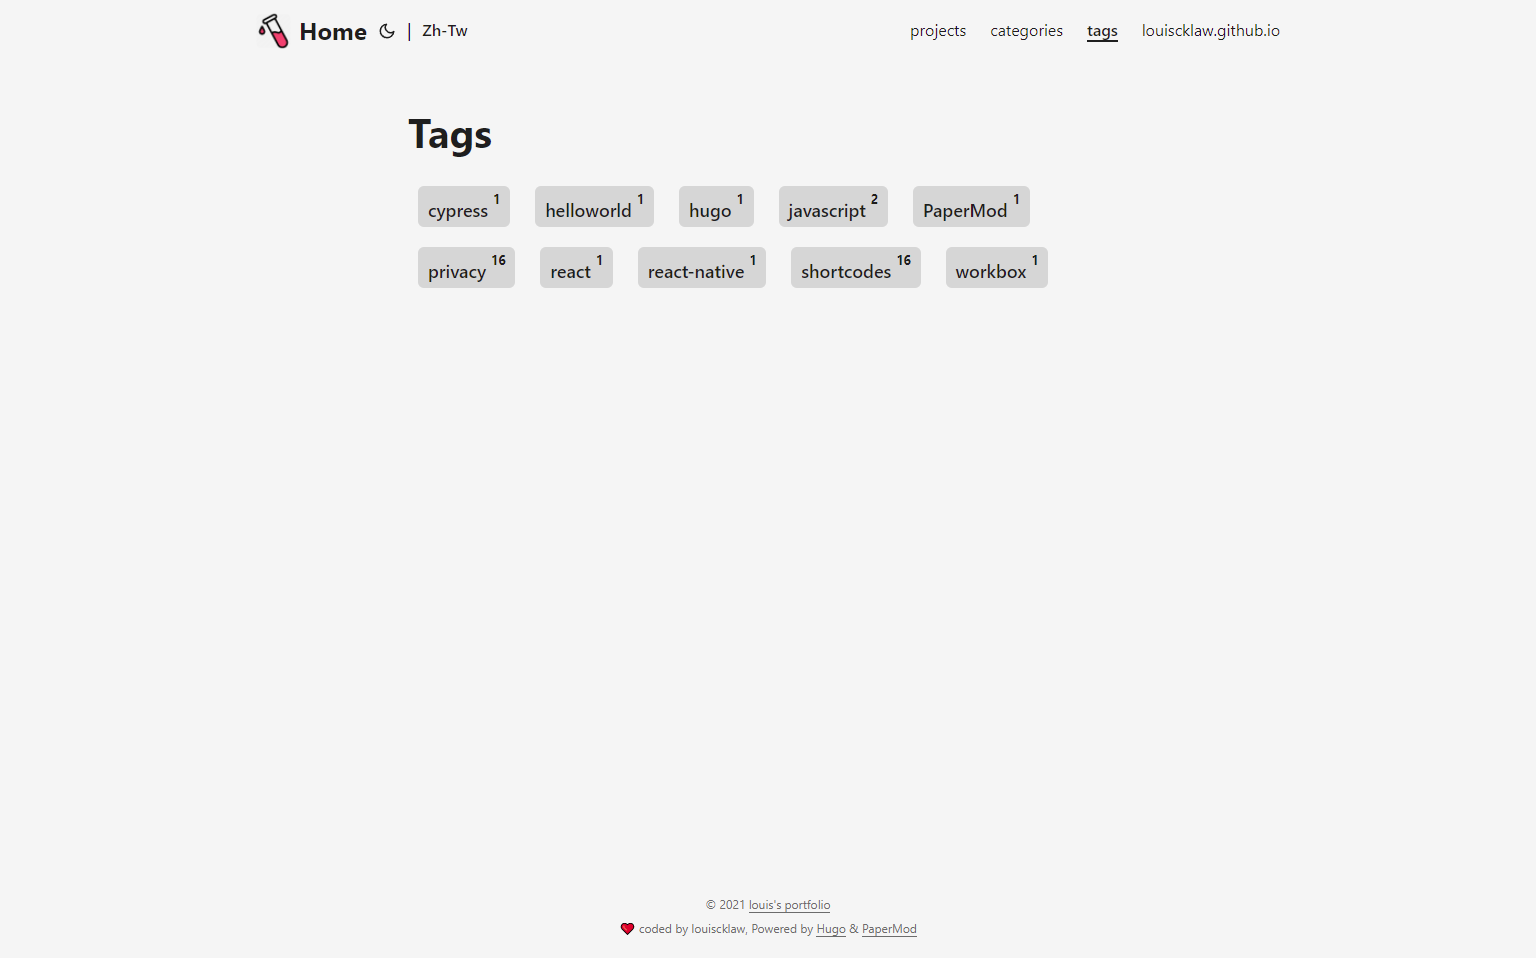 Home | Zh-Tw projects categories tags louiscklaw.github.io
Tags
cypress 1 helloworld 1 hugo 1 javascript 2 PaperMod 1
privacy 16 react 1 react-native 1 shortcodes 16 workbox 1
© 2021 louis's portfolio
coded by louiscklaw, Powered by Hugo & PaperMod